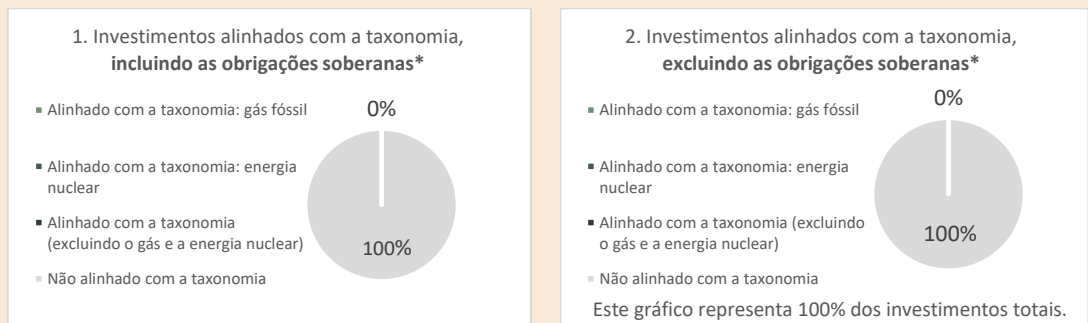 1. Investimentos alinhados com a taxonomia,
incluindo as obrigações soberanas*
Alinhado com a taxonomia: gás fóssil
Alinhado com a taxonomia: energia
nuclear
Alinhado com a taxonomia
(excluindo o gás e a energia nuclear)
Não alinhado com a taxonomia
0%
100%
2. Investimentos alinhados com a taxonomia,
excluindo as obrigações soberanas*
Alinhado com a taxonomia: gás fóssil
Alinhado com a taxonomia: energia
nuclear
Alinhado com a taxonomia (excluindo
o gás e a energia nuclear)
Não alinhado com a taxonomia
0%
100%
Este gráfico representa 100% dos investimentos totais.